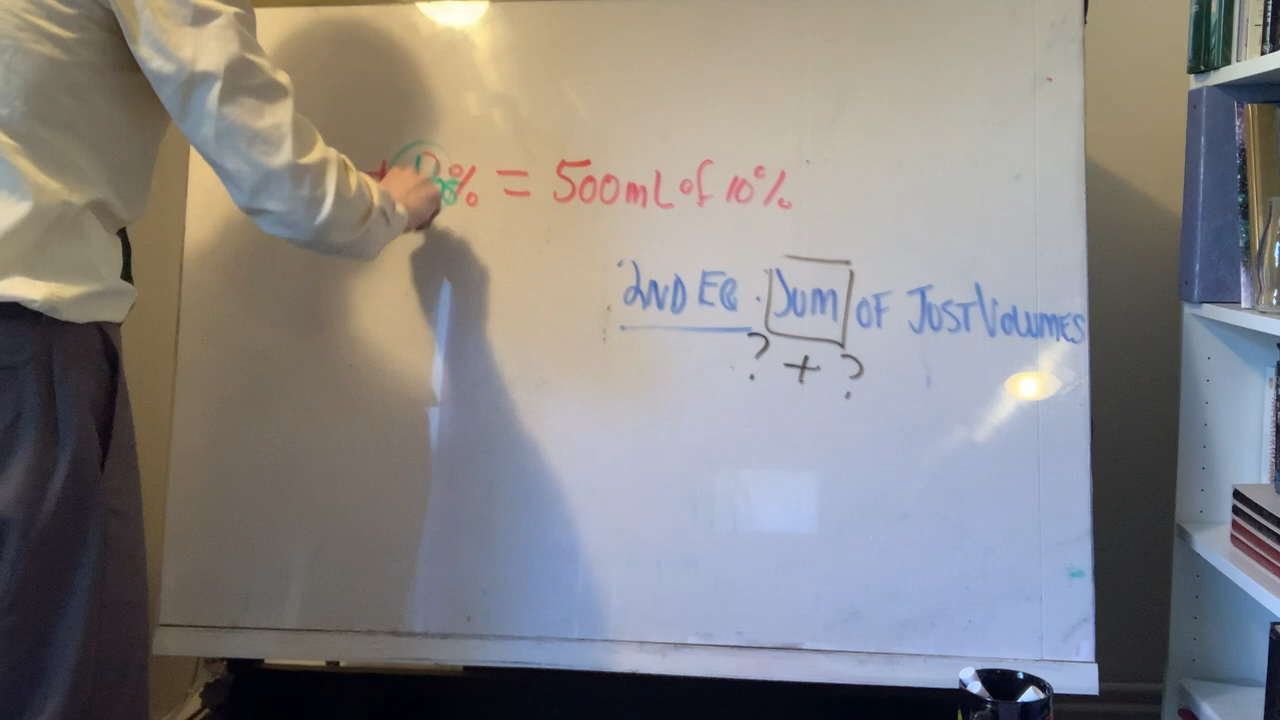 % = 500mL of 10%
2ND EQ. SUM OF JUST VOLUMES
? + ?